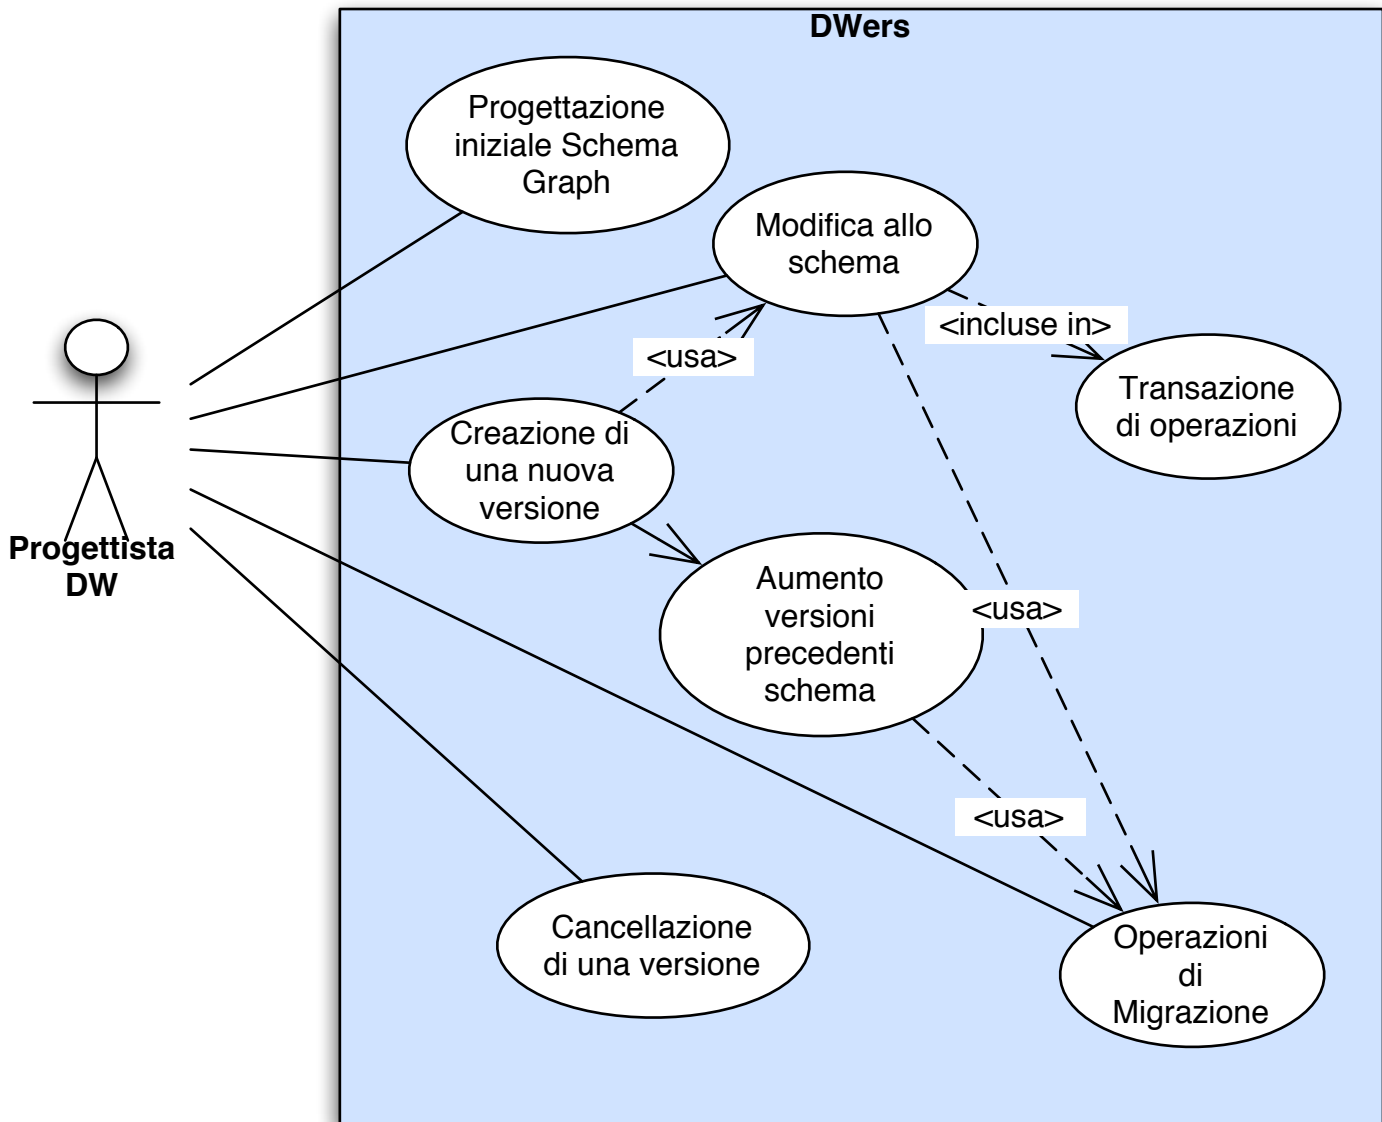 DWers
Progettazione
iniziale Schema
Graph
Modifica allo
schema
<incluse in>
<usa>
Transazione
di operazioni
Creazione di
una nuova
versione
Progettista
DW
Aumento
versioni
precedenti
schema
<usa>
<usa>
Cancellazione
di una versione
Operazioni
di
Migrazione